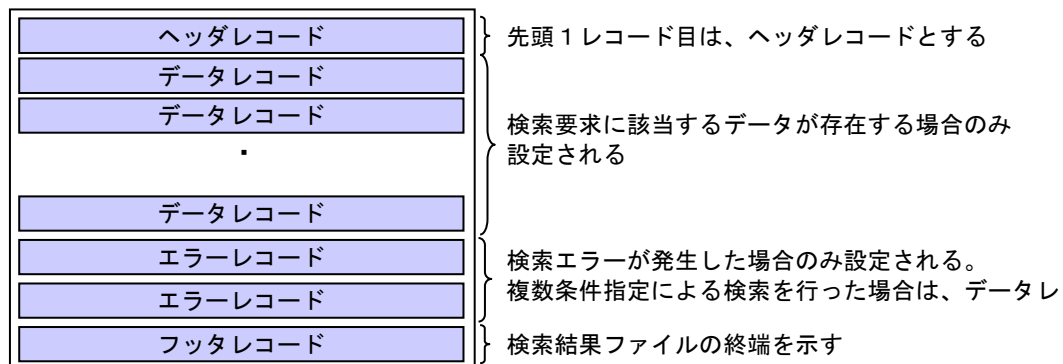 ヘッダレコード
先頭1レコード目は、ヘッダレコードとする
データレコード
データレコード
・
検索要求に該当するデータが存在する場合のみ
設定される
データレコード
エラーレコード
エラーレコード
検索エラーが発生した場合のみ設定される。
複数条件指定による検索を行った場合は、データレ
フッタレコード
検索結果ファイルの終端を示す